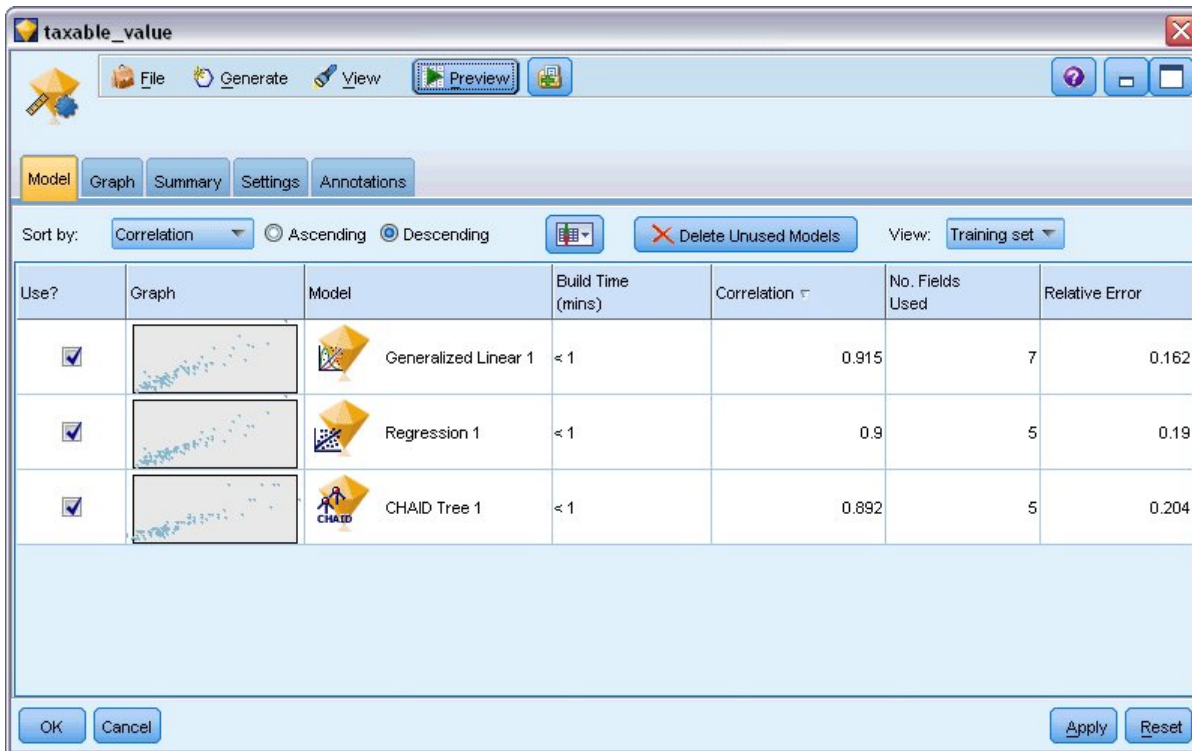 taxable_value
File Generate View Preview
Model Graph Summary Settings Annotations
Sort by: Correlation Ascending Descending Delete Unused Models View: Training set
Use? Graph Model Build Time (mins) Correlation No. Fields Used Relative Error
Generalized Linear 1 < 1 0.915 7 0.162
Regression 1 < 1 0.9 5 0.19
CHAID CHAID Tree 1 < 1 0.892 5 0.204
OK Cancel Apply Reset